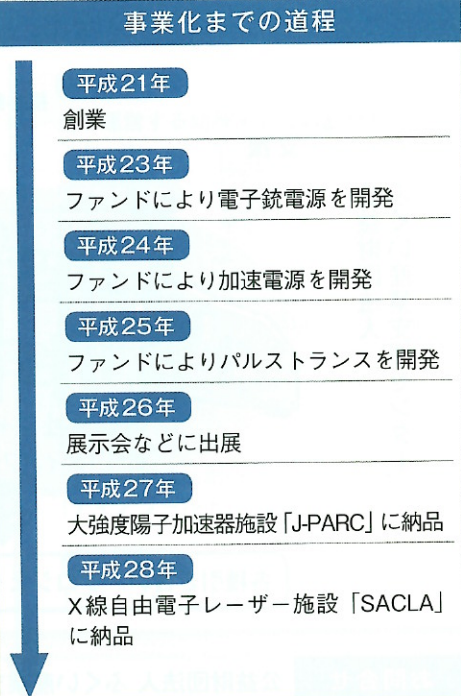 事業化までの道程
平成21年
創業
平成23年
ファンドにより電子銃電源を開発
平成24年
ファンドにより加速電源を開発
平成25年
ファンドによりパルストランスを開発
平成26年
展示会などに出展
平成27年
大強度陽子加速器施設「J-PARC」に納品
平成28年
X線自由電子レーザー施設「SACLA」
に納品